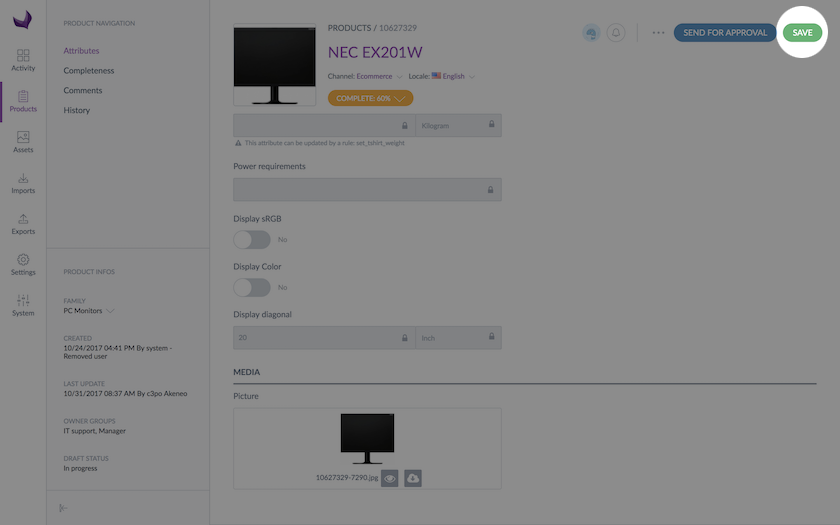 Activity
Products
Assets
Imports
Exports
Settings
System
PRODUCT NAVIGATION
Attributes
Completeness
Comments
History
PRODUCT INFOS
FAMILY
PC Monitors
CREATED
10/24/2017 04:41 PM By system -
Removed user
LAST UPDATE
10/31/2017 08:37 AM By c3po Akeneo
OWNER GROUPS
IT support, Manager
DRAFT STATUS
In progress
PRODUCTS / 10627329
NEC EX201W
Channel: Ecommerce Locale: English
COMPLETE: 60%
SEND FOR APPROVAL
SAVE
Kilogram
This attribute can be updated by a rule: set_tshirt_weight
Power requirements
Display sRGB
No
Display Color
No
Display diagonal
20 Inch
MEDIA
Picture
10627329-7290.jpg